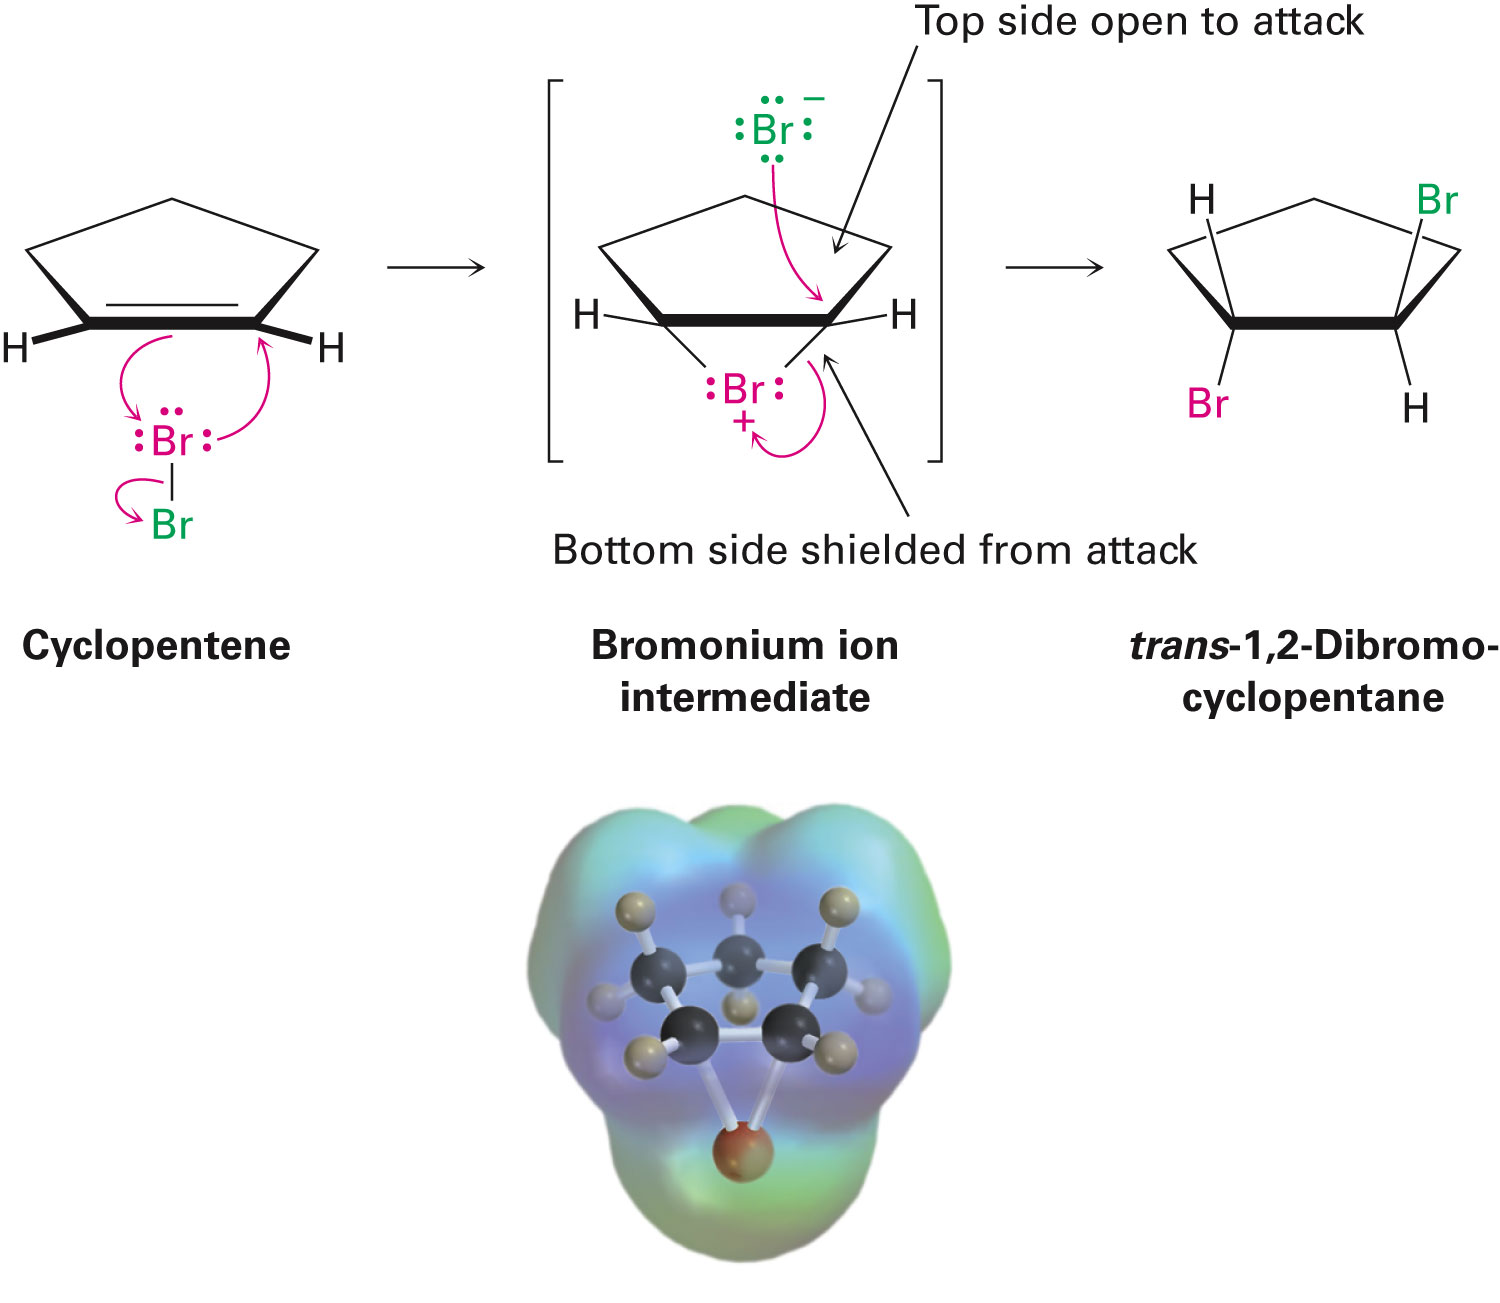 Top side open to attack
:Br: −
H H
H H
:Br:
+
:Br:
Br
H Br
Br H
Bottom side shielded from attack
Cyclopentene
Bromonium ion
intermediate
trans-1,2-Dibromo-
cyclopentane